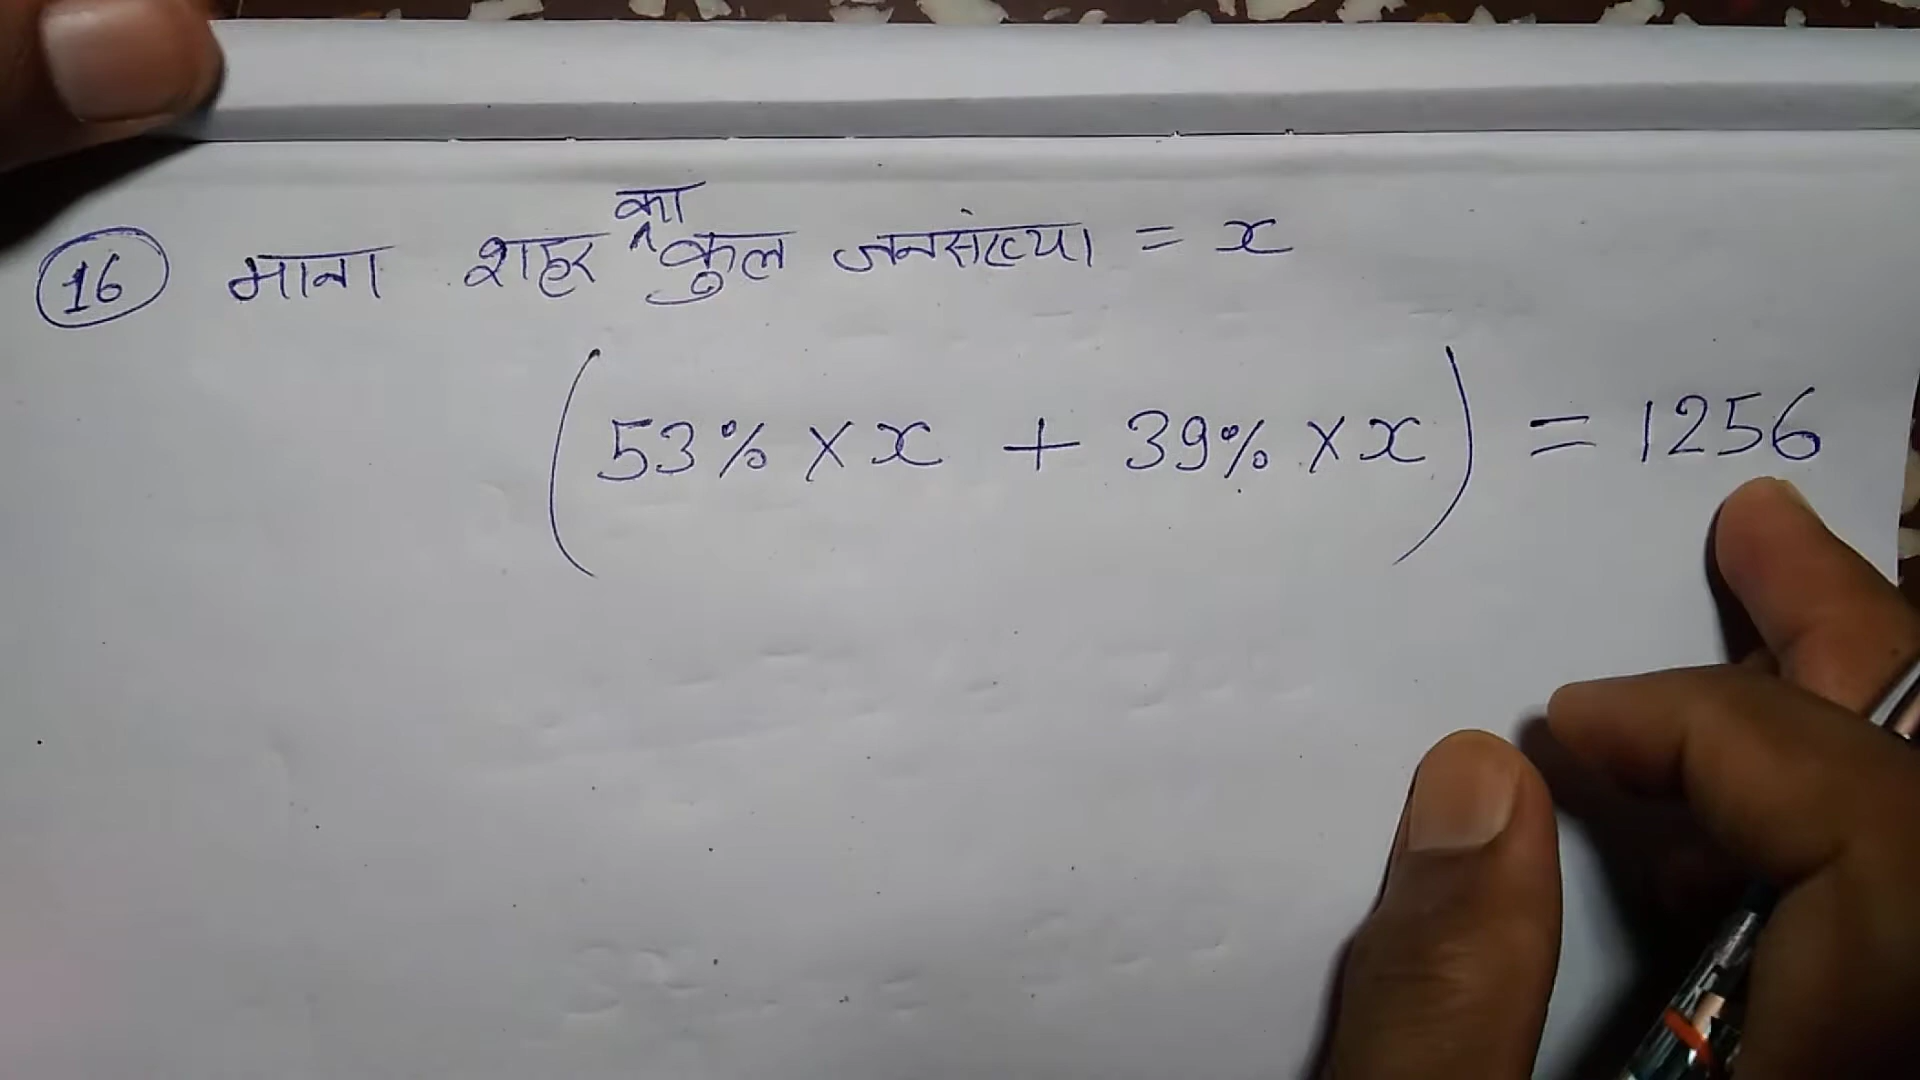 16 माना शहर का कुल जनसंख्या = x
(53% × x + 39% × x) = 1256